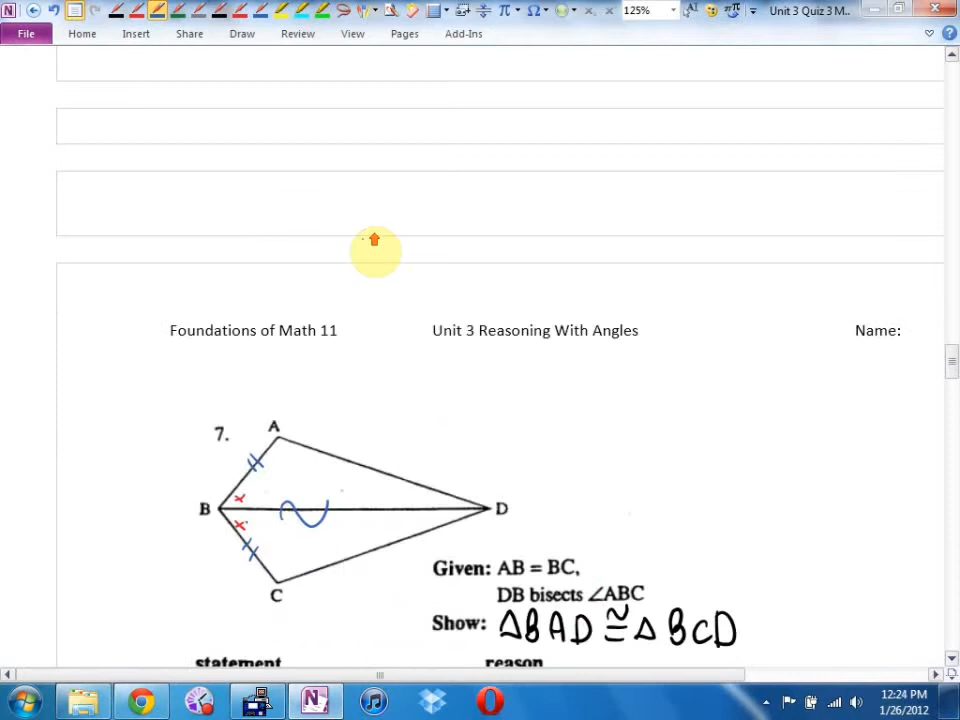 125% Unit 3 Quiz 3 M..
File Home Insert Share Draw Review View Pages Add-Ins
Foundations of Math 11 Unit 3 Reasoning With Angles Name:
7.
A
B
D
C
Given: AB = BC,
DB bisects ∠ABC
Show: △BAD ≅ △BCD
statement reason
12:24 PM
1/26/2012